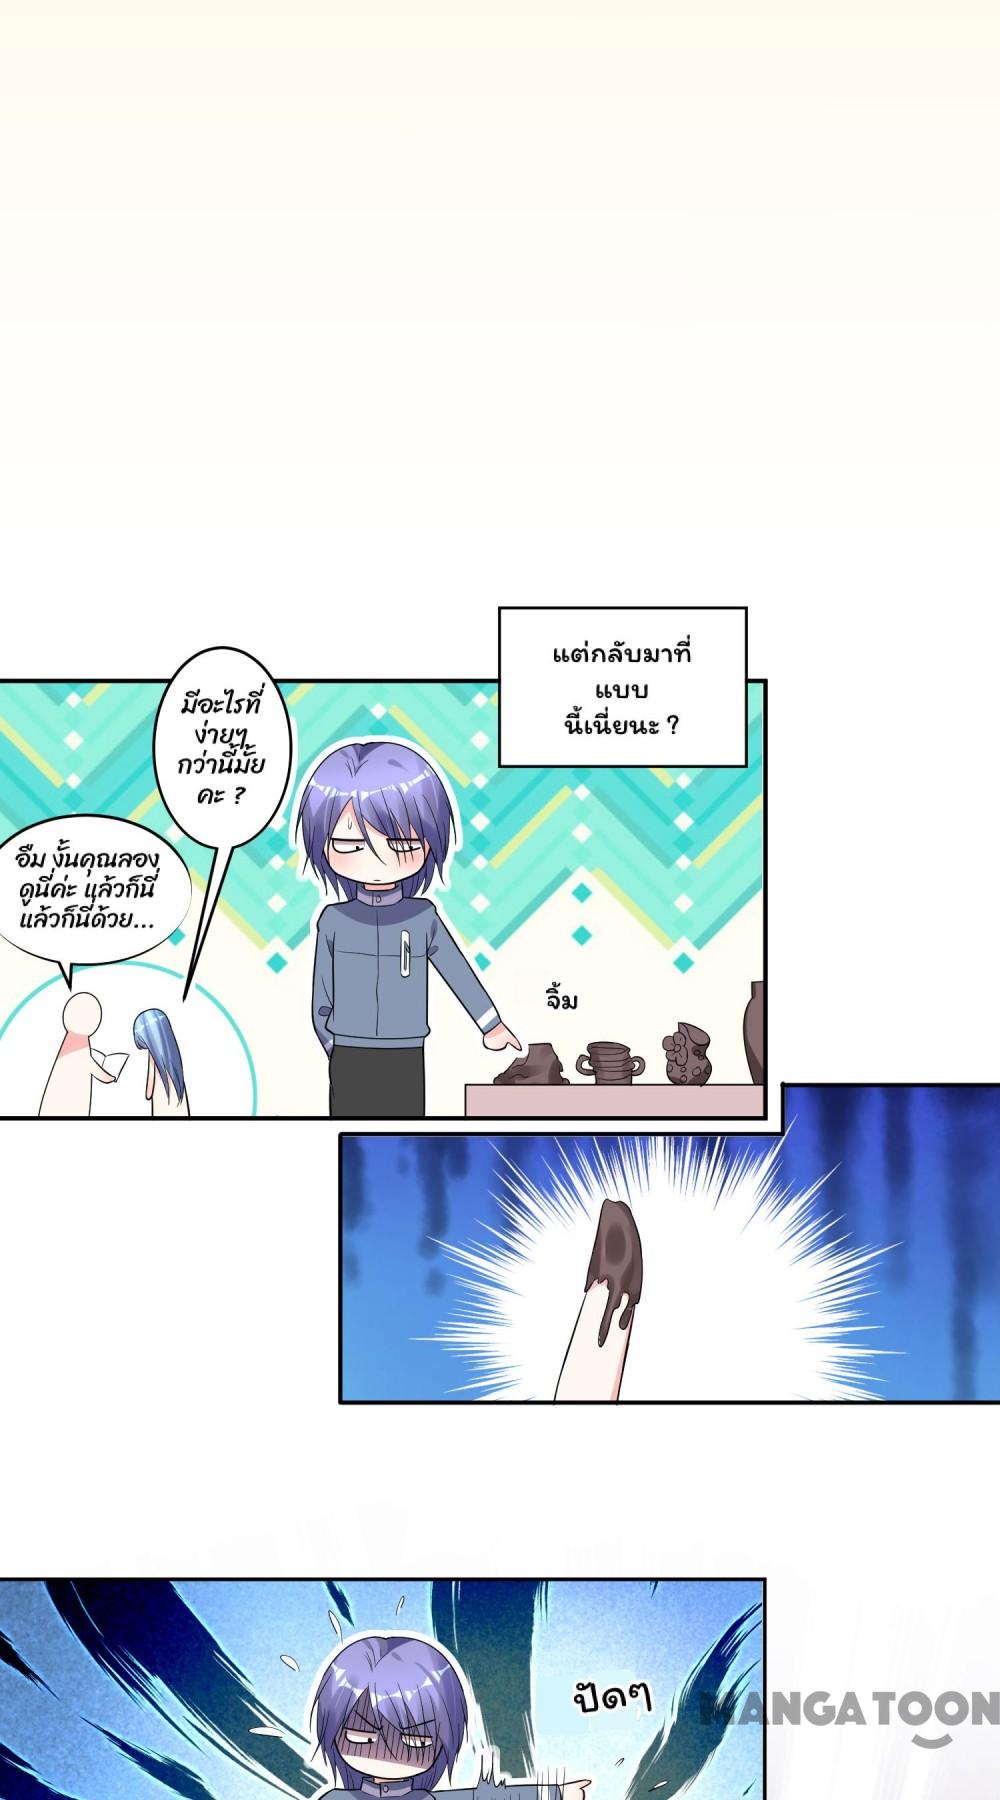 แต่กลับมาที่
แบบ
นี้เนี่ยนะ ?
มีอะไรที่
ง่ายๆ
กว่านี้มั้ย
คะ ?
อืม งั้นคุณลอง
ดูนี่ค่ะ แล้วก็นี่
แล้วก็นี่ด้วย...
จิ้ม
ปัดๆ
MANGATOON